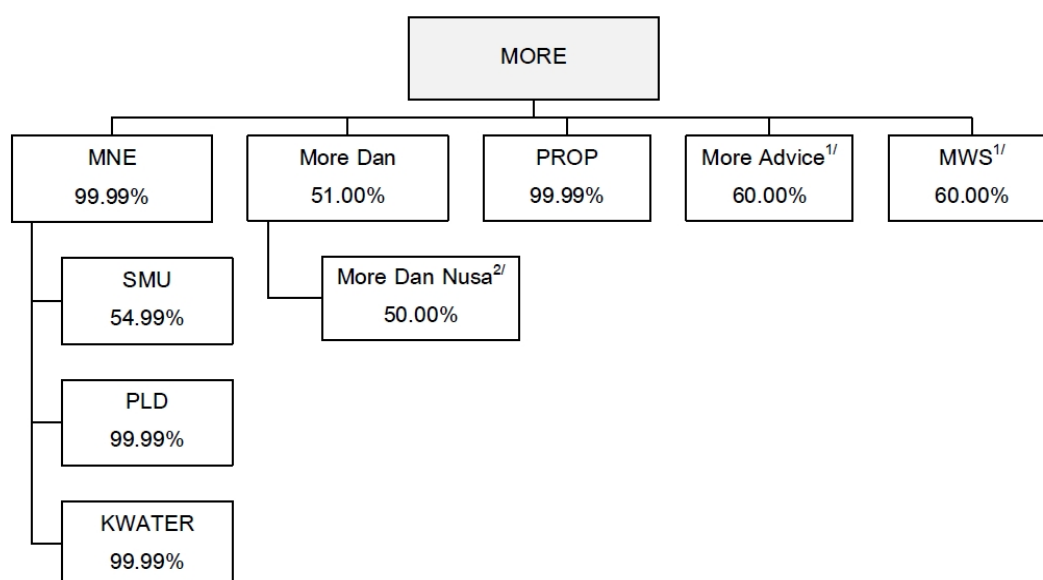 MORE
MNE
99.99%
More Dan
51.00%
PROP
99.99%
More Advice1/
60.00%
MWS1/
60.00%
SMU
54.99%
More Dan Nusa2/
50.00%
PLD
99.99%
KWATER
99.99%